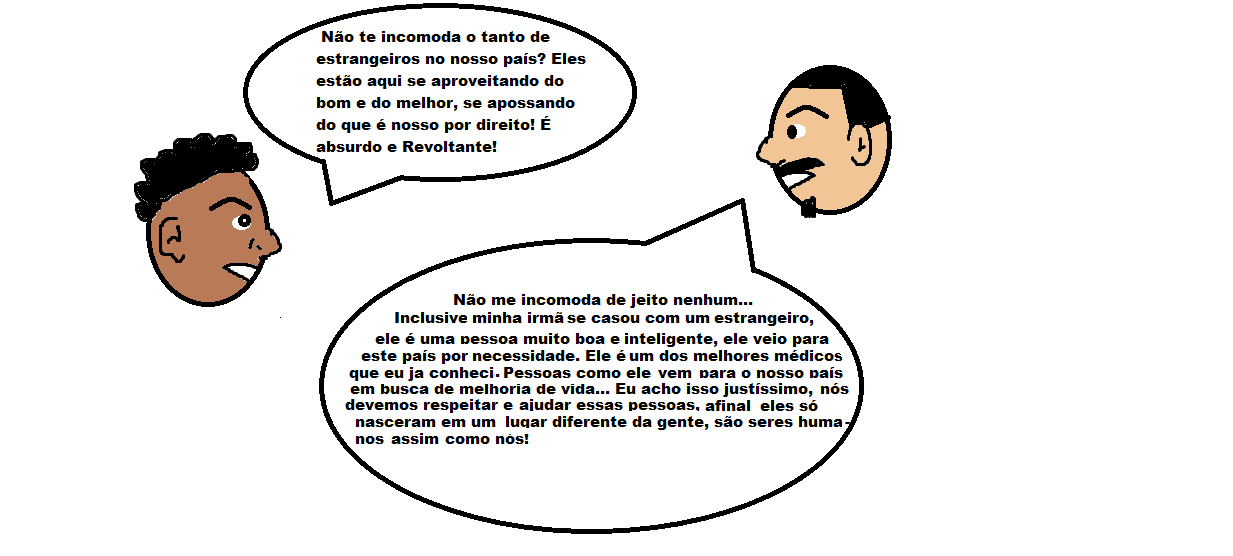 Não te incomoda o tanto de
estrangeiros no nosso país? Eles
estão aqui se aproveitando do
bom e do melhor, se apossando
do que é nosso por direito! É
absurdo e Revoltante!
Não me incomoda de jeito nenhum...
Inclusive minha irmã se casou com um estrangeiro,
ele é uma pessoa muito boa e inteligente, ele veio para
este país por necessidade. Ele é um dos melhores médicos
que eu ja conheci. Pessoas como ele vem para o nosso país
em busca de melhoria de vida... Eu acho isso justíssimo, nós
devemos respeitar e ajudar essas pessoas, afinal eles só
nasceram em um lugar diferente da gente, são seres huma-
nos assim como nós!